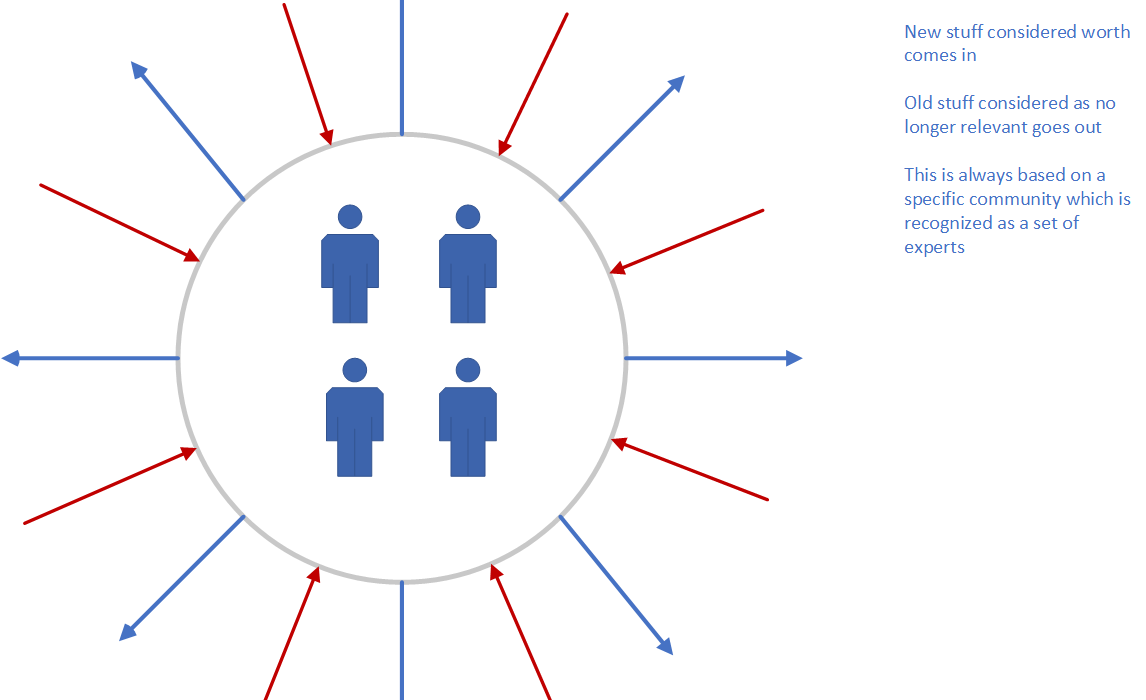 New stuff considered worth
comes in
Old stuff considered as no
longer relevant goes out
This is always based on a
specific community which is
recognized as a set of
experts